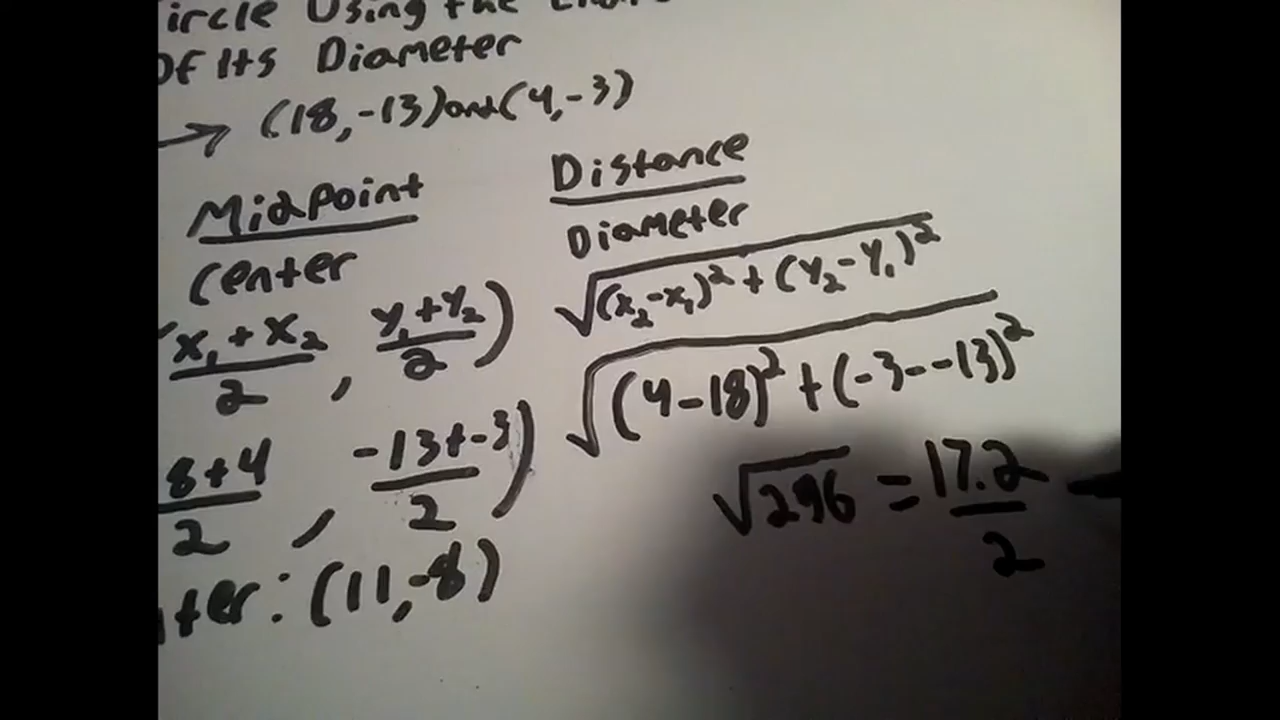 ircle Using the
Of Its Diameter
(18,-13) and (4,-3)
Midpoint
Center
(x₁+x₂/2, y₁+y₂/2)
8+4/2, -13+-3/2)
nter: (11,-8)
Distance
Diameter
√(x₂-x₁)²+(y₂-y₁)²
√(4-18)²+(-3--13)²
√296 = 17.2/2